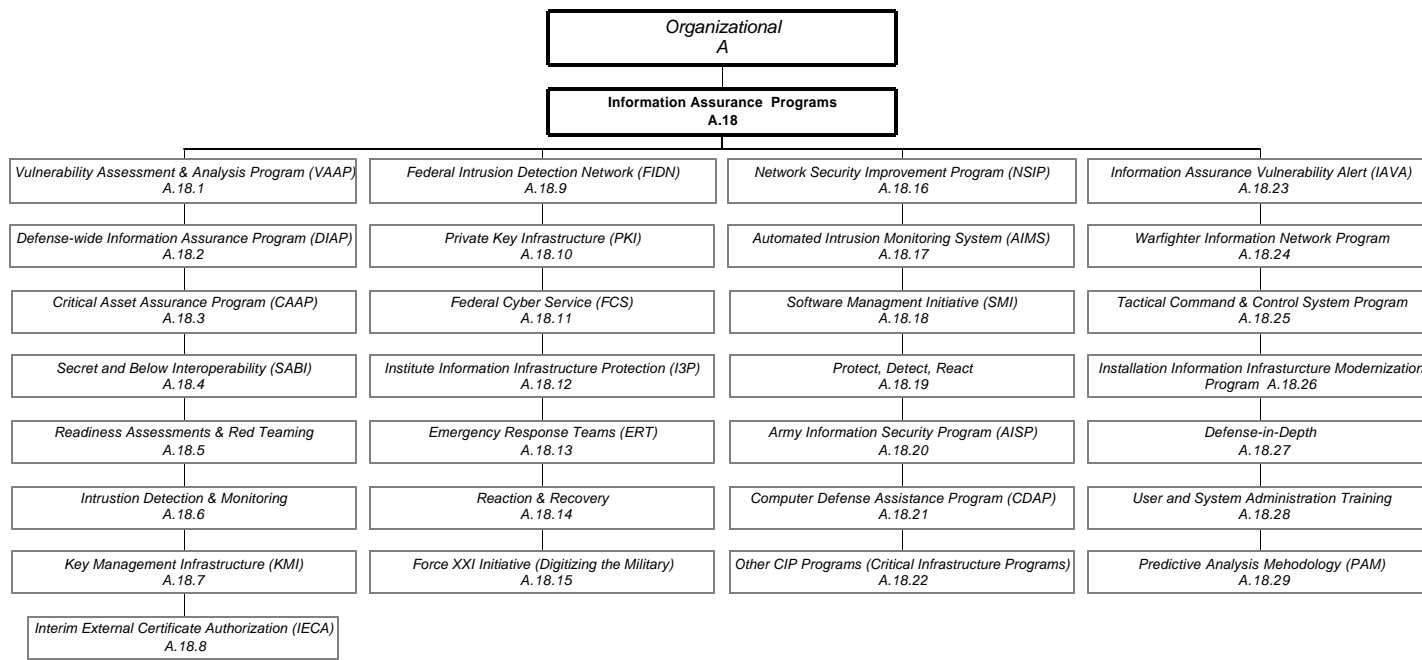 Organizational
A
Information Assurance Programs
A.18
Vulnerability Assessment & Analysis Program (VAAP)
A.18.1
Defense-wide Information Assurance Program (DIAP)
A.18.2
Critical Asset Assurance Program (CAAP)
A.18.3
Secret and Below Interoperability (SABI)
A.18.4
Readiness Assessments & Red Teaming
A.18.5
Intrustion Detection & Monitoring
A.18.6
Key Management Infrastructure (KMI)
A.18.7
Interim External Certificate Authorization (IECA)
A.18.8
Federal Intrusion Detection Network (FIDN)
A.18.9
Private Key Infrastructure (PKI)
A.18.10
Federal Cyber Service (FCS)
A.18.11
Institute Information Infrastructure Protection (I3P)
A.18.12
Emergency Response Teams (ERT)
A.18.13
Reaction & Recovery
A.18.14
Force XXI Initiative (Digitizing the Military)
A.18.15
Network Security Improvement Program (NSIP)
A.18.16
Automated Intrusion Monitoring System (AIMS)
A.18.17
Software Managment Initiative (SMI)
A.18.18
Protect, Detect, React
A.18.19
Army Information Security Program (AISP)
A.18.20
Computer Defense Assistance Program (CDAP)
A.18.21
Other CIP Programs (Critical Infrastructure Programs)
A.18.22
Information Assurance Vulnerability Alert (IAVA)
A.18.23
Warfighter Information Network Program
A.18.24
Tactical Command & Control System Program
A.18.25
Installation Information Infrasturcture Modernization
Program A.18.26
Defense-in-Depth
A.18.27
User and System Administration Training
A.18.28
Predictive Analysis Mehodology (PAM)
A.18.29